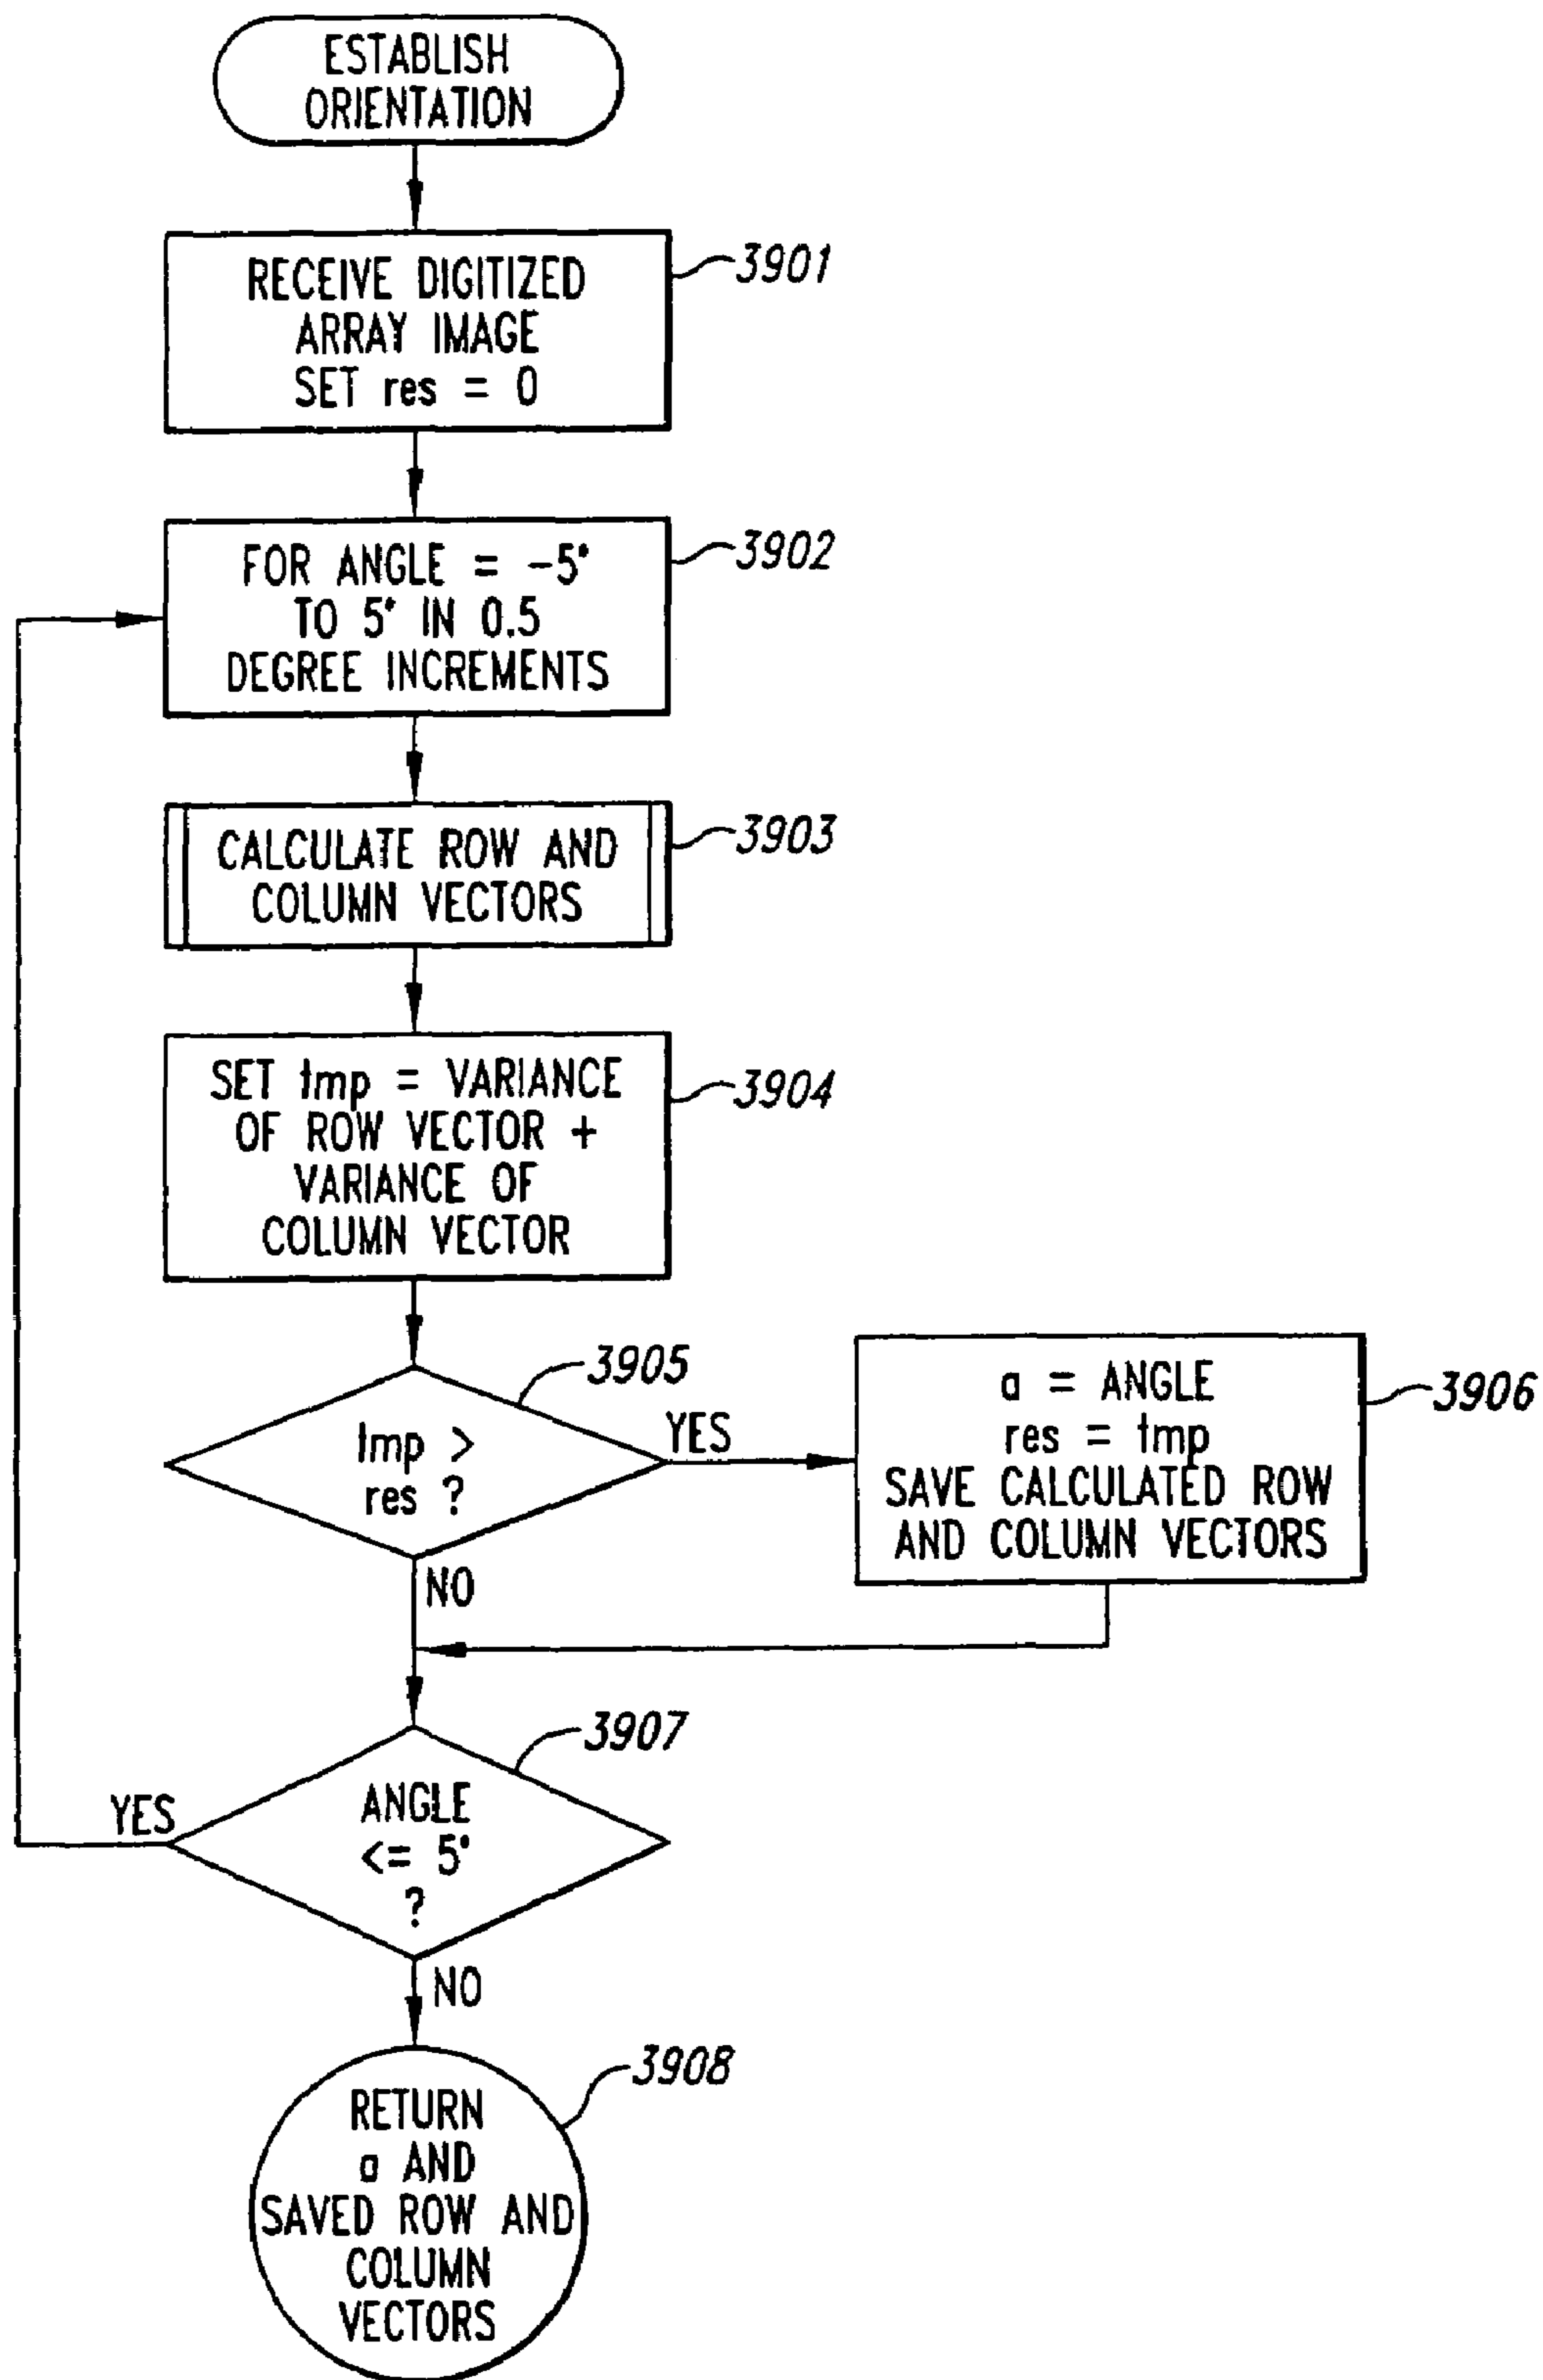 ESTABLISH
ORIENTATION
RECEIVE DIGITIZED
ARRAY IMAGE
SET res = 0
3901
FOR ANGLE = -5°
TO 5° IN 0.5
DEGREE INCREMENTS
3902
CALCULATE ROW AND
COLUMN VECTORS
3903
SET tmp = VARIANCE
OF ROW VECTOR +
VARIANCE OF
COLUMN VECTOR
3904
3905
tmp >
res ?
YES
NO
a = ANGLE
res = tmp
SAVE CALCULATED ROW
AND COLUMN VECTORS
3906
3907
ANGLE
<= 5°
?
YES
NO
3908
RETURN
a AND
SAVED ROW AND
COLUMN
VECTORS